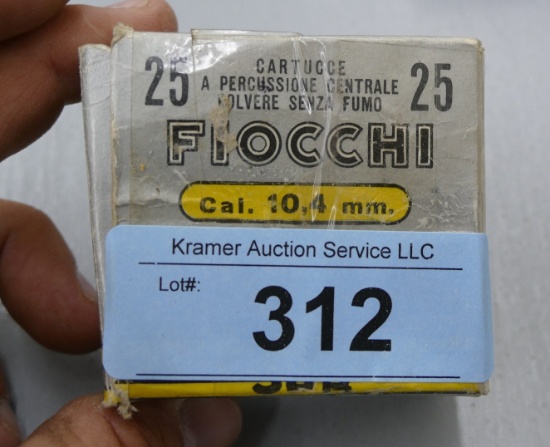 25 CARTUCCE 25
A PERCUSSIONE CENTRALE
POLVERE SENZA FUMO
FIOCCHI
Cal. 10,4 mm.
Kramer Auction Service LLC
Lot#:
312